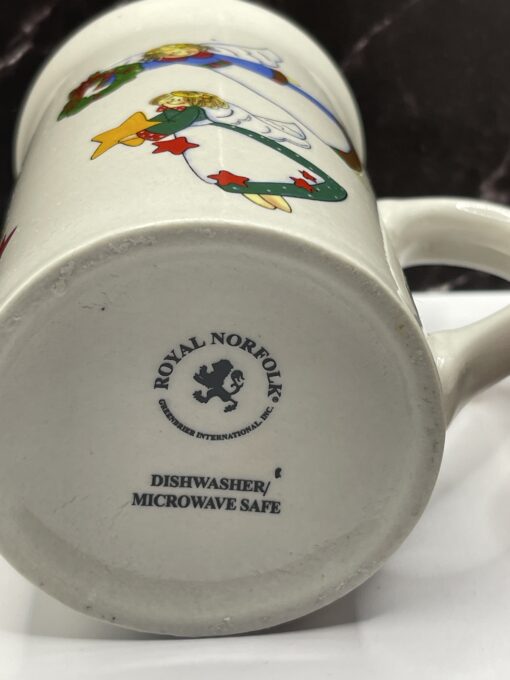 ROYAL NORFOLK®
GREENBRIER INTERNATIONAL, INC.
DISHWASHER/
MICROWAVE SAFE